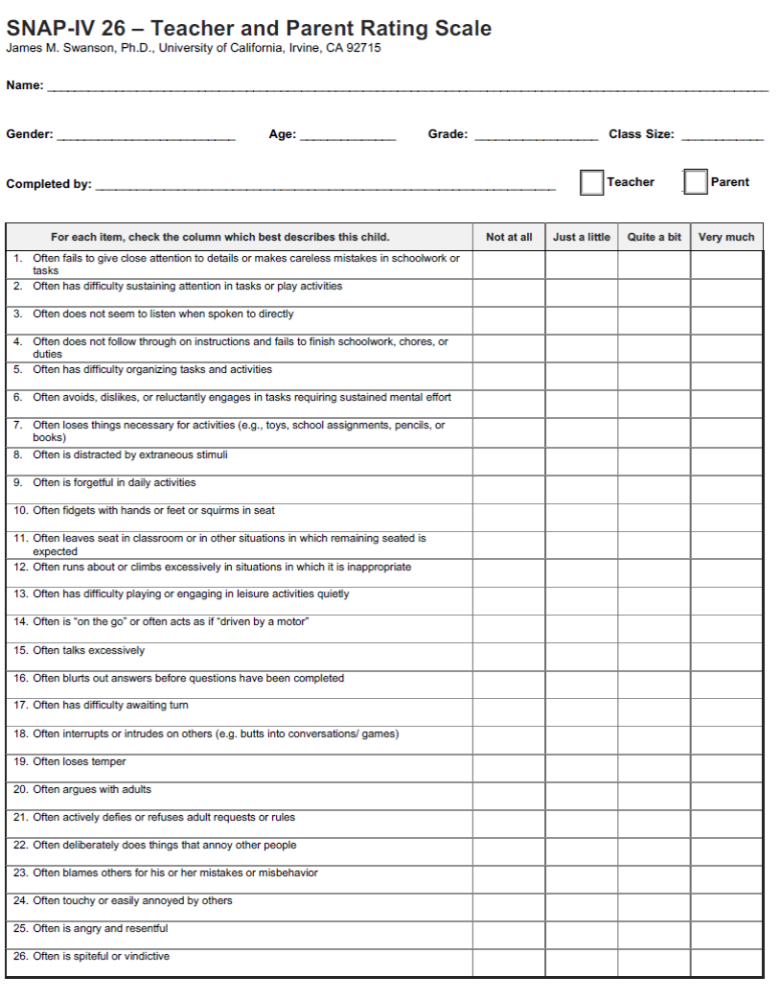 SNAP-IV 26 – Teacher and Parent Rating Scale
James M. Swanson, Ph.D., University of California, Irvine, CA 92715
Name:
Gender: Age: Grade: Class Size:
Completed by: Teacher Parent
For each item, check the column which best describes this child. Not at all Just a little Quite a bit Very much
1. Often fails to give close attention to details or makes careless mistakes in schoolwork or
tasks
2. Often has difficulty sustaining attention in tasks or play activities
3. Often does not seem to listen when spoken to directly
4. Often does not follow through on instructions and fails to finish schoolwork, chores, or
duties
5. Often has difficulty organizing tasks and activities
6. Often avoids, dislikes, or reluctantly engages in tasks requiring sustained mental effort
7. Often loses things necessary for activities (e.g., toys, school assignments, pencils, or
books)
8. Often is distracted by extraneous stimuli
9. Often is forgetful in daily activities
10. Often fidgets with hands or feet or squirms in seat
11. Often leaves seat in classroom or in other situations in which remaining seated is
expected
12. Often runs about or climbs excessively in situations in which it is inappropriate
13. Often has difficulty playing or engaging in leisure activities quietly
14. Often is “on the go” or often acts as if “driven by a motor”
15. Often talks excessively
16. Often blurts out answers before questions have been completed
17. Often has difficulty awaiting turn
18. Often interrupts or intrudes on others (e.g. butts into conversations/ games)
19. Often loses temper
20. Often argues with adults
21. Often actively defies or refuses adult requests or rules
22. Often deliberately does things that annoy other people
23. Often blames others for his or her mistakes or misbehavior
24. Often touchy or easily annoyed by others
25. Often is angry and resentful
26. Often is spiteful or vindictive